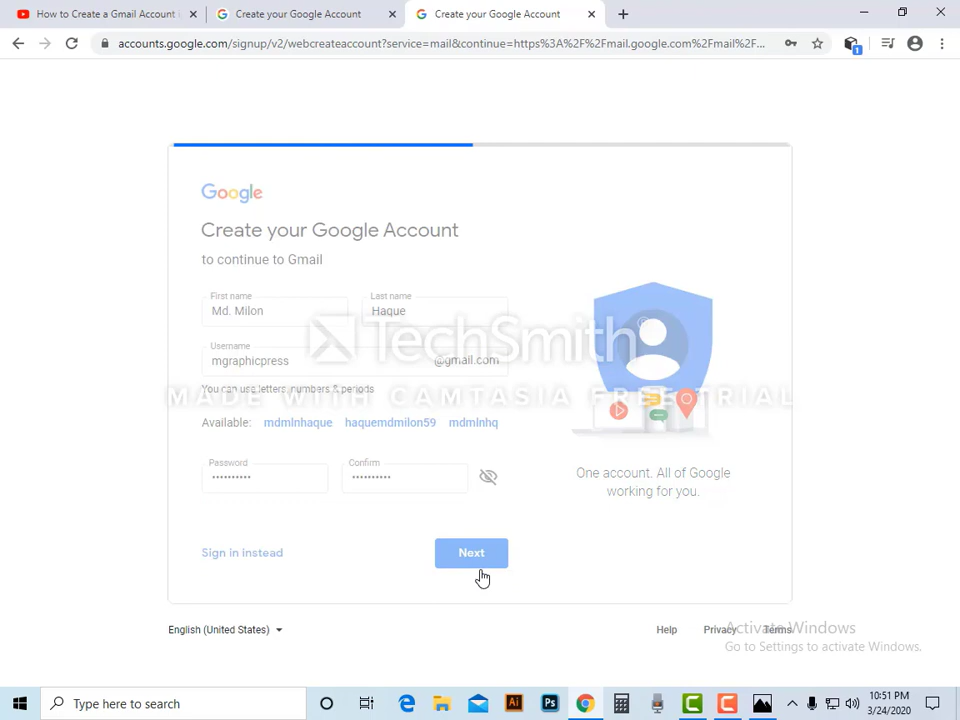 How to Create a Gmail Account
Create your Google Account
Create your Google Account
accounts.google.com/signup/v2/webcreateaccount?service=mail&continue=https%3A%2F%2Fmail.google.com%2Fmail%2F...
1
Google
Create your Google Account
to continue to Gmail
First name
Last name
Md. Milon
Haque
Username
mgraphicpress
@gmail.com
TechSmith
You can use letters, numbers & periods
MADE WITH CAMTASIA FREE TRIAL
Available: mdmlnhaque haquemdmilon59 mdmlnhq
Password
Confirm
One account. All of Google
working for you.
Sign in instead
Next
English (United States)
Help Privacy Terms
Activate Windows
Go to Settings to activate Windows.
Type here to search
Ai
Ps
10:51 PM
3/24/2020